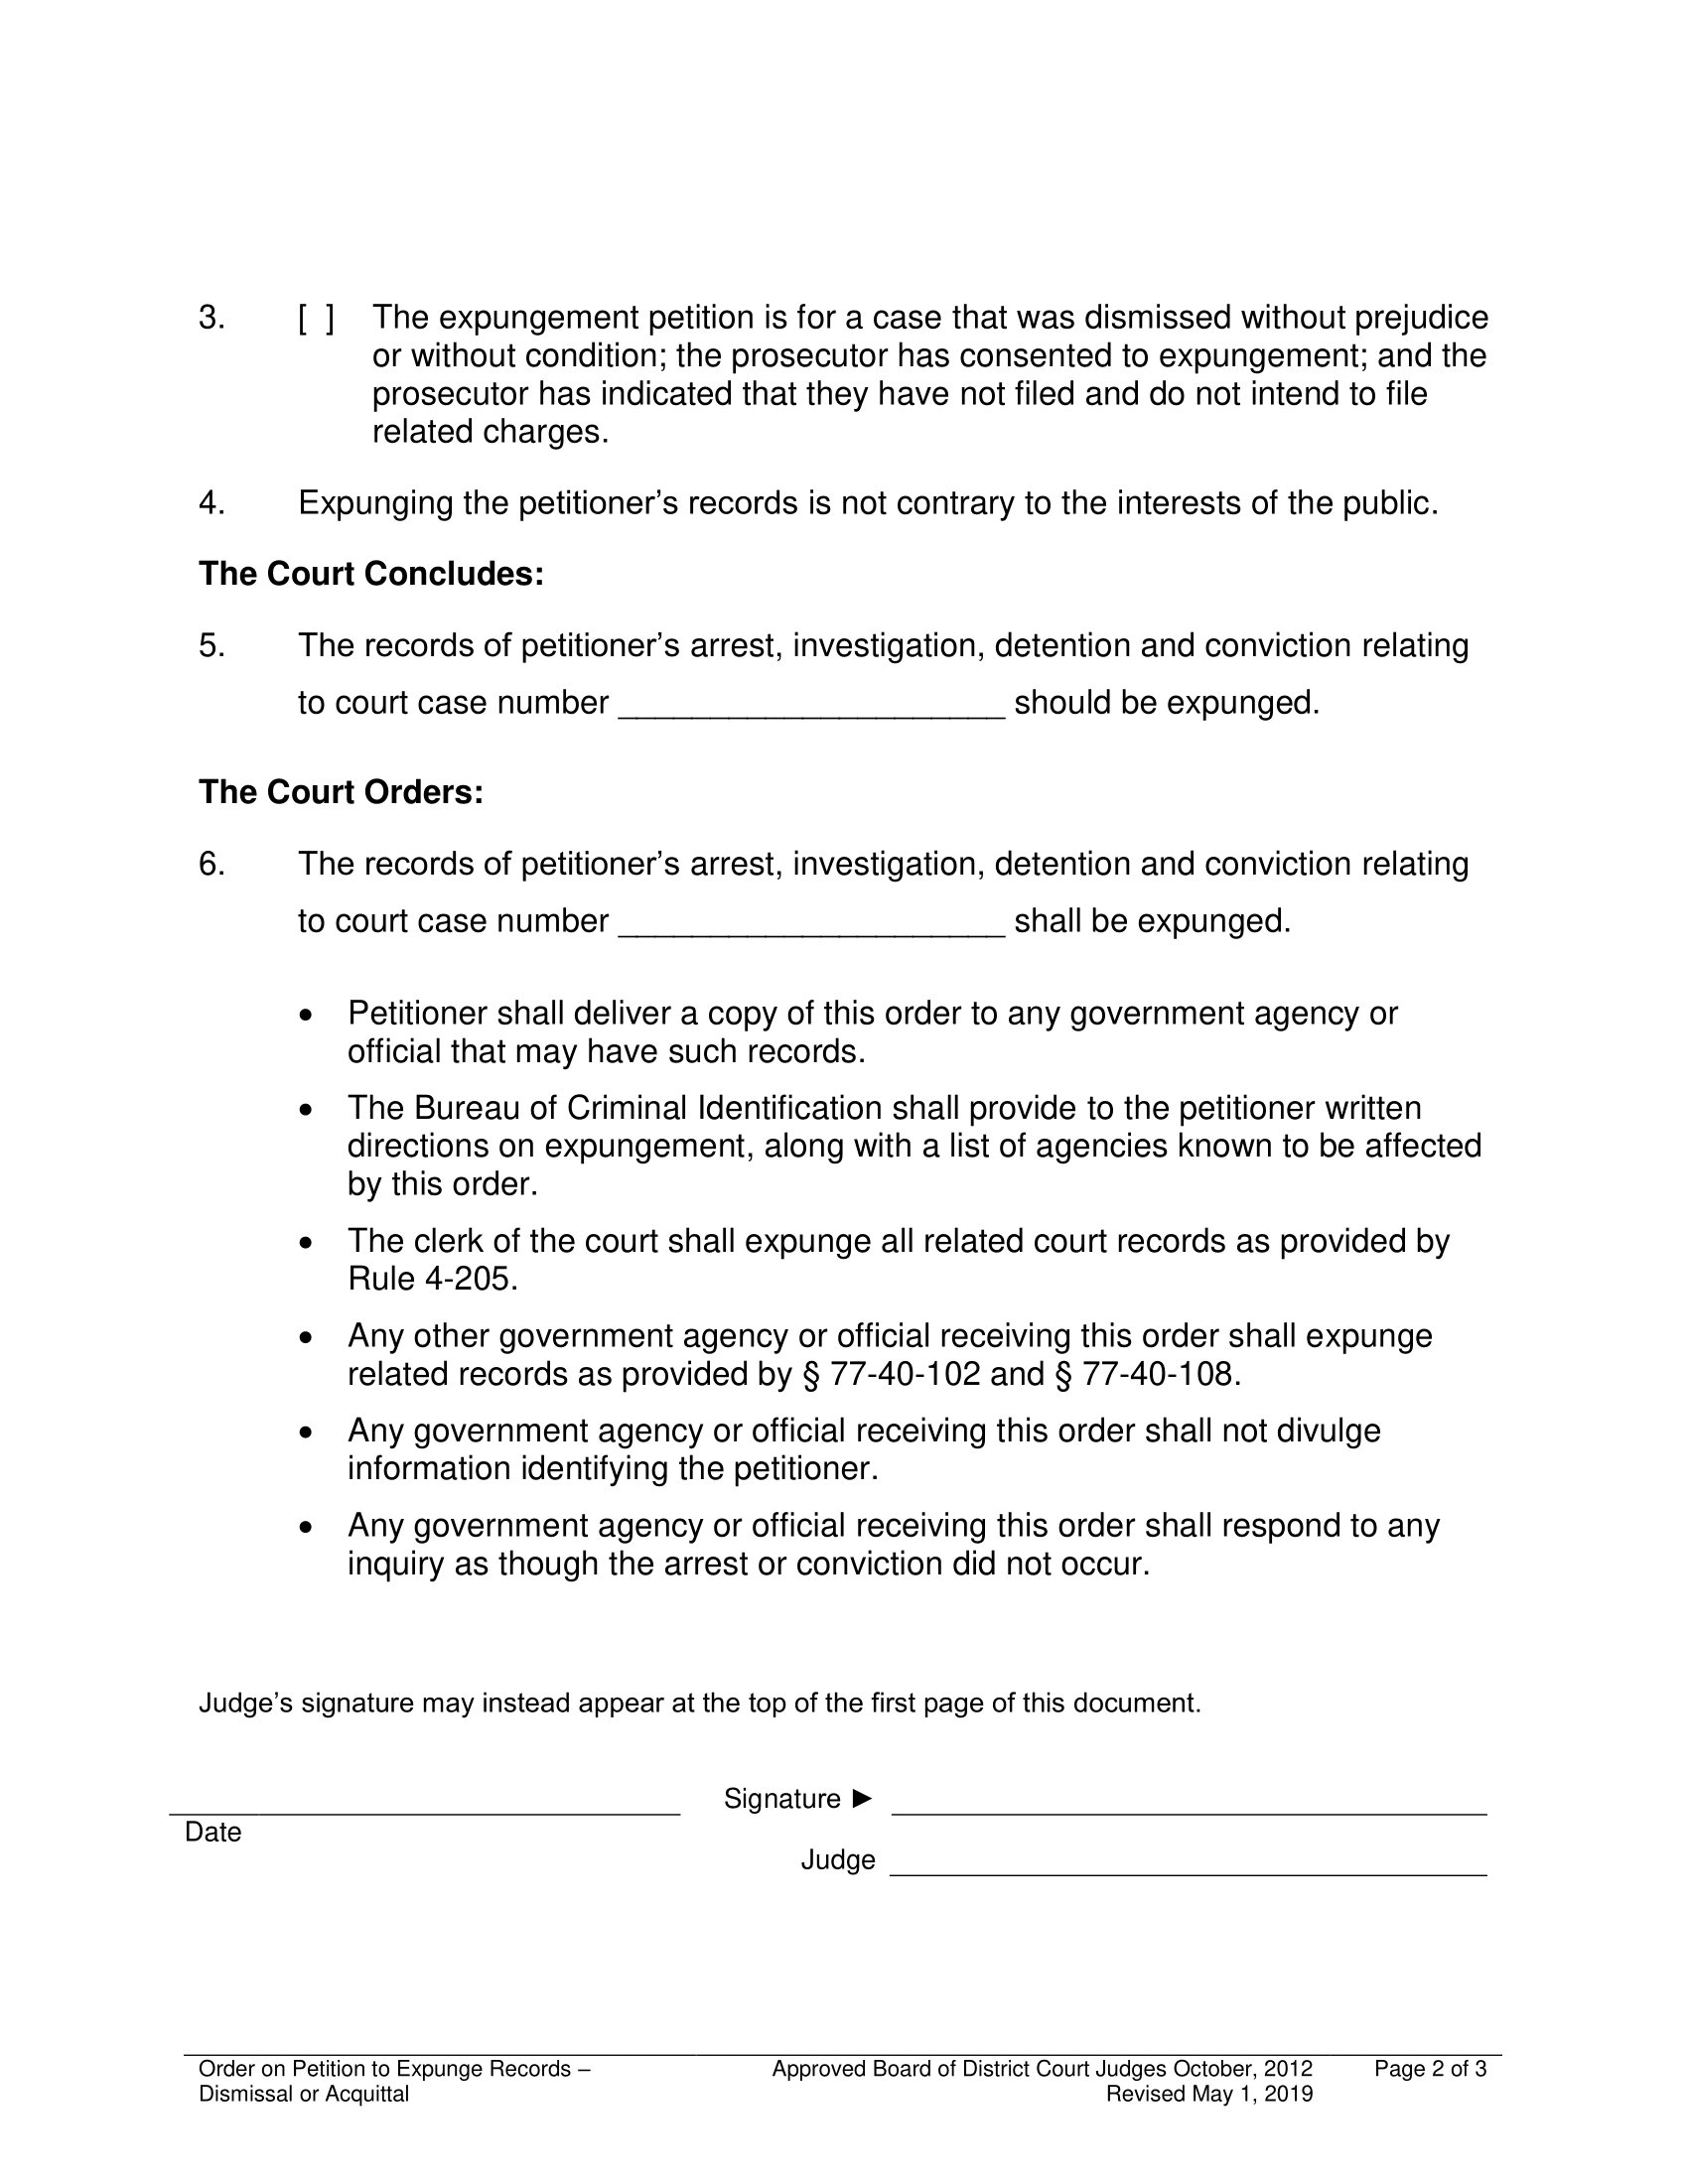 3. [ ] The expungement petition is for a case that was dismissed without prejudice
or without condition; the prosecutor has consented to expungement; and the
prosecutor has indicated that they have not filed and do not intend to file
related charges.
4. Expunging the petitioner’s records is not contrary to the interests of the public.
The Court Concludes:
5. The records of petitioner’s arrest, investigation, detention and conviction relating
to court case number _____________________ should be expunged.
The Court Orders:
6. The records of petitioner’s arrest, investigation, detention and conviction relating
to court case number _____________________ shall be expunged.
• Petitioner shall deliver a copy of this order to any government agency or
official that may have such records.
• The Bureau of Criminal Identification shall provide to the petitioner written
directions on expungement, along with a list of agencies known to be affected
by this order.
• The clerk of the court shall expunge all related court records as provided by
Rule 4-205.
• Any other government agency or official receiving this order shall expunge
related records as provided by § 77-40-102 and § 77-40-108.
• Any government agency or official receiving this order shall not divulge
information identifying the petitioner.
• Any government agency or official receiving this order shall respond to any
inquiry as though the arrest or conviction did not occur.
Judge’s signature may instead appear at the top of the first page of this document.
Signature ►
Date
Judge
Order on Petition to Expunge Records – Approved Board of District Court Judges October, 2012 Page 2 of 3
Dismissal or Acquittal Revised May 1, 2019